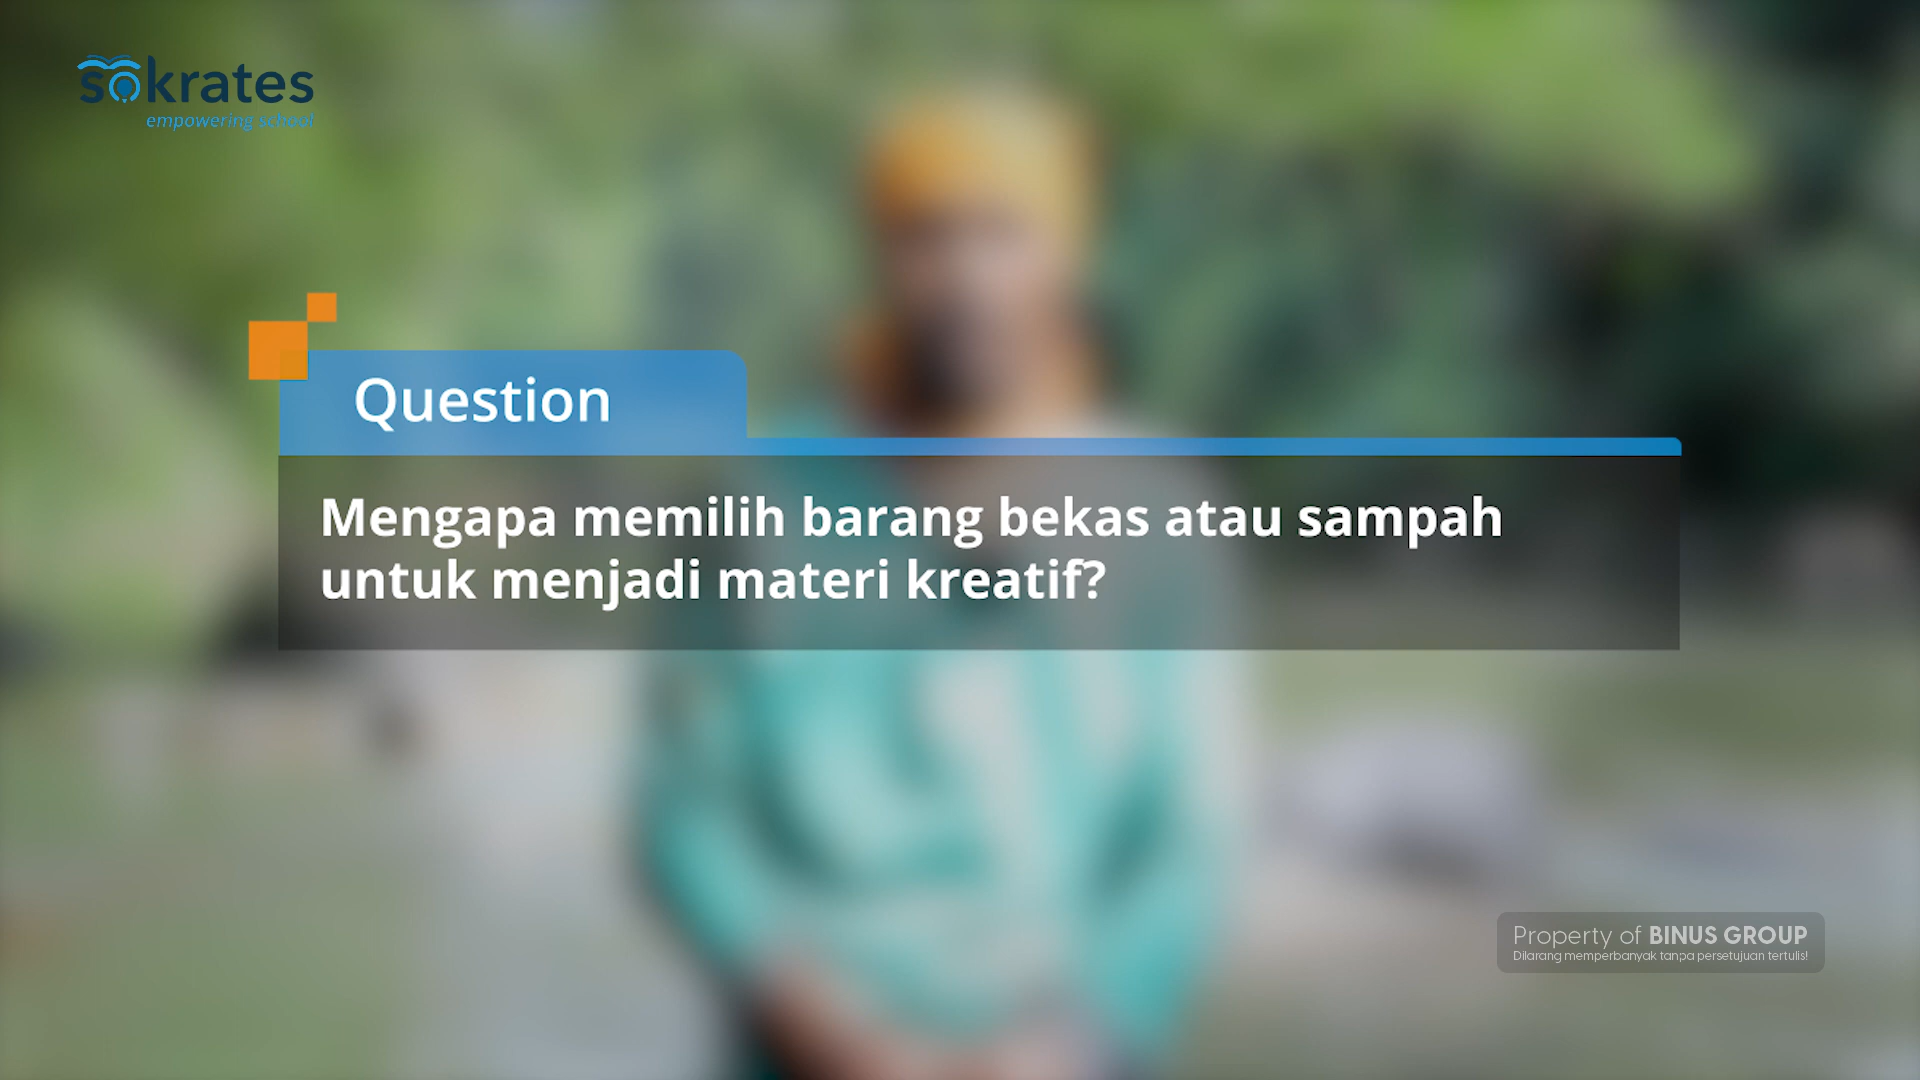 sokrates
empowering school
Question
Mengapa memilih barang bekas atau sampah
untuk menjadi materi kreatif?
Property of BINUS GROUP
Dilarang memperbanyak tanpa persetujuan tertulis!